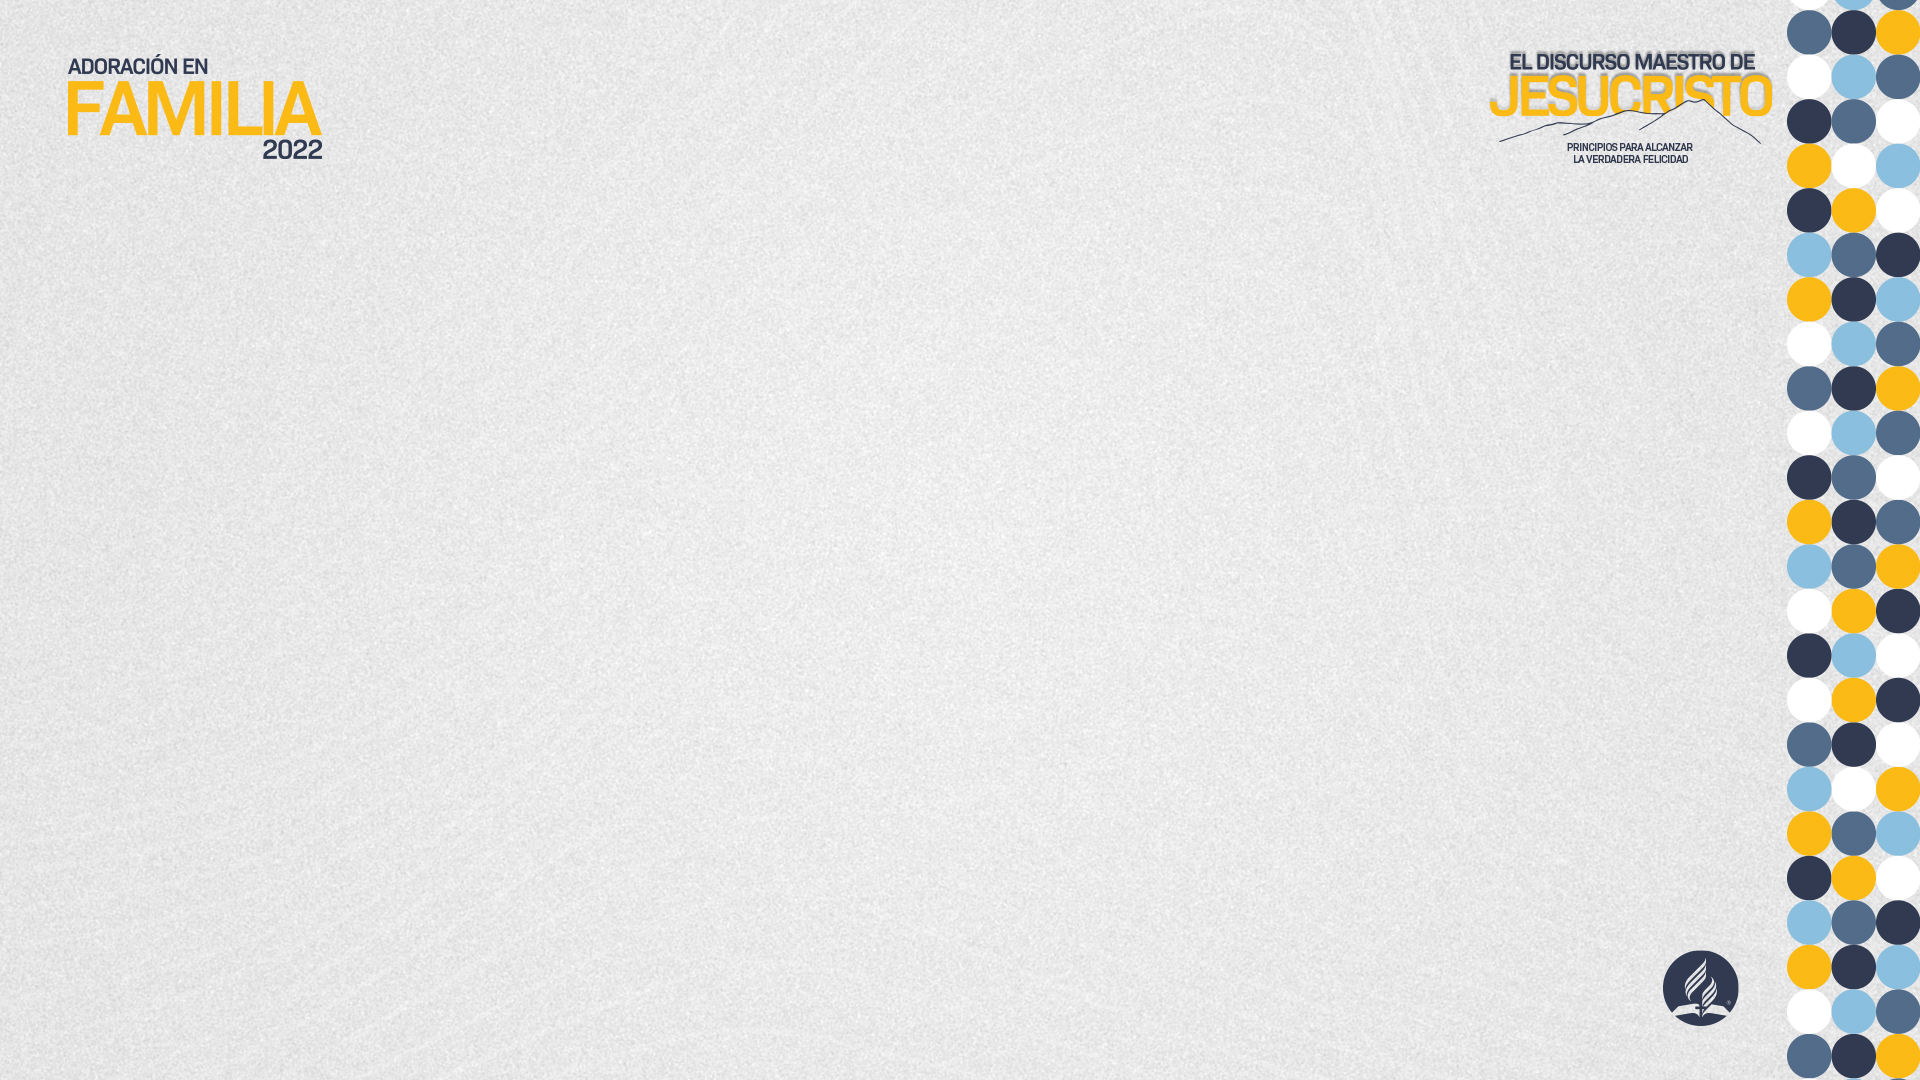 ADORACIÓN EN
FAMILIA
2022
EL DISCURSO MAESTRO DE
JESUCRISTO
PRINCIPIOS PARA ALCANZAR
LA VERDADERA FELICIDAD
®